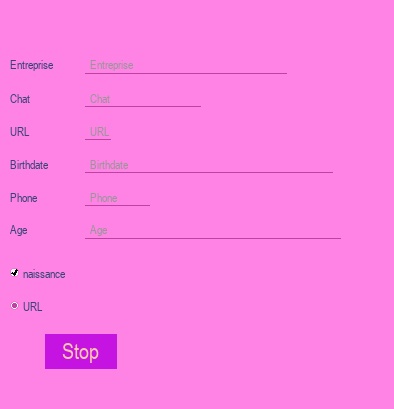 Entreprise Entreprise
Chat Chat
URL URL
Birthdate Birthdate
Phone Phone
Age Age
naissance
URL
Stop